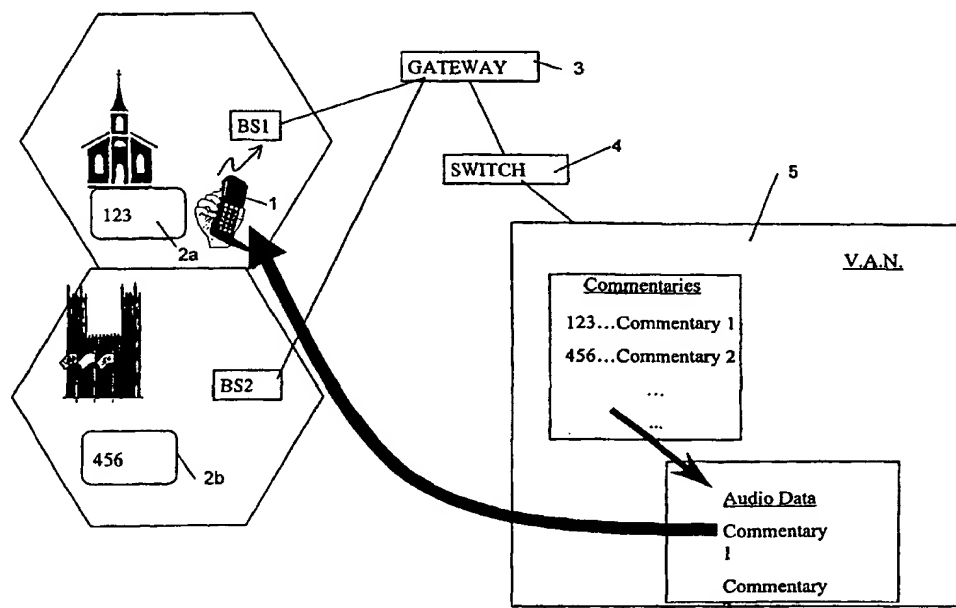 GATEWAY
3
BS1
SWITCH
4
1
123
2a
5
V.A.N.
Commentaries
123...Commentary 1
456...Commentary 2
...
...
BS2
456
2b
Audio Data
Commentary
1
Commentary